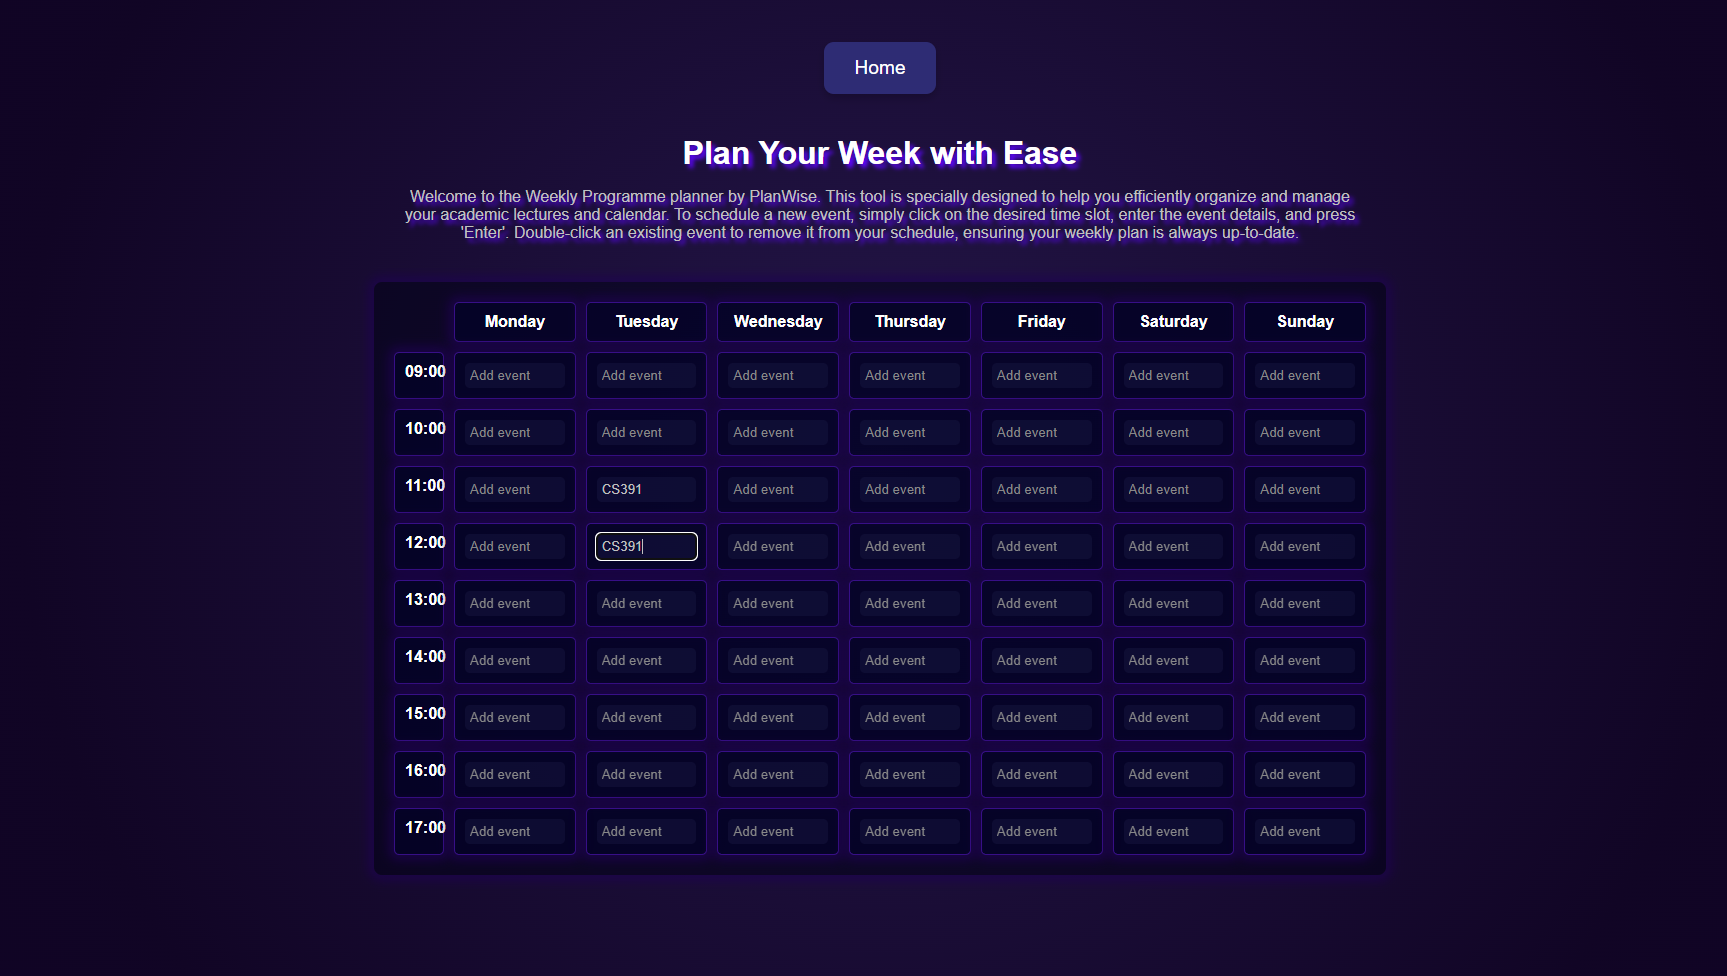 Home
Plan Your Week with Ease
Welcome to the Weekly Programme planner by PlanWise. This tool is specially designed to help you efficiently organize and manage
your academic lectures and calendar. To schedule a new event, simply click on the desired time slot, enter the event details, and press
'Enter'. Double-click an existing event to remove it from your schedule, ensuring your weekly plan is always up-to-date.
Monday Tuesday Wednesday Thursday Friday Saturday Sunday
09:00 Add event Add event Add event Add event Add event Add event Add event
10:00 Add event Add event Add event Add event Add event Add event Add event
11:00 Add event CS391 Add event Add event Add event Add event Add event
12:00 Add event CS391 Add event Add event Add event Add event Add event
13:00 Add event Add event Add event Add event Add event Add event Add event
14:00 Add event Add event Add event Add event Add event Add event Add event
15:00 Add event Add event Add event Add event Add event Add event Add event
16:00 Add event Add event Add event Add event Add event Add event Add event
17:00 Add event Add event Add event Add event Add event Add event Add event